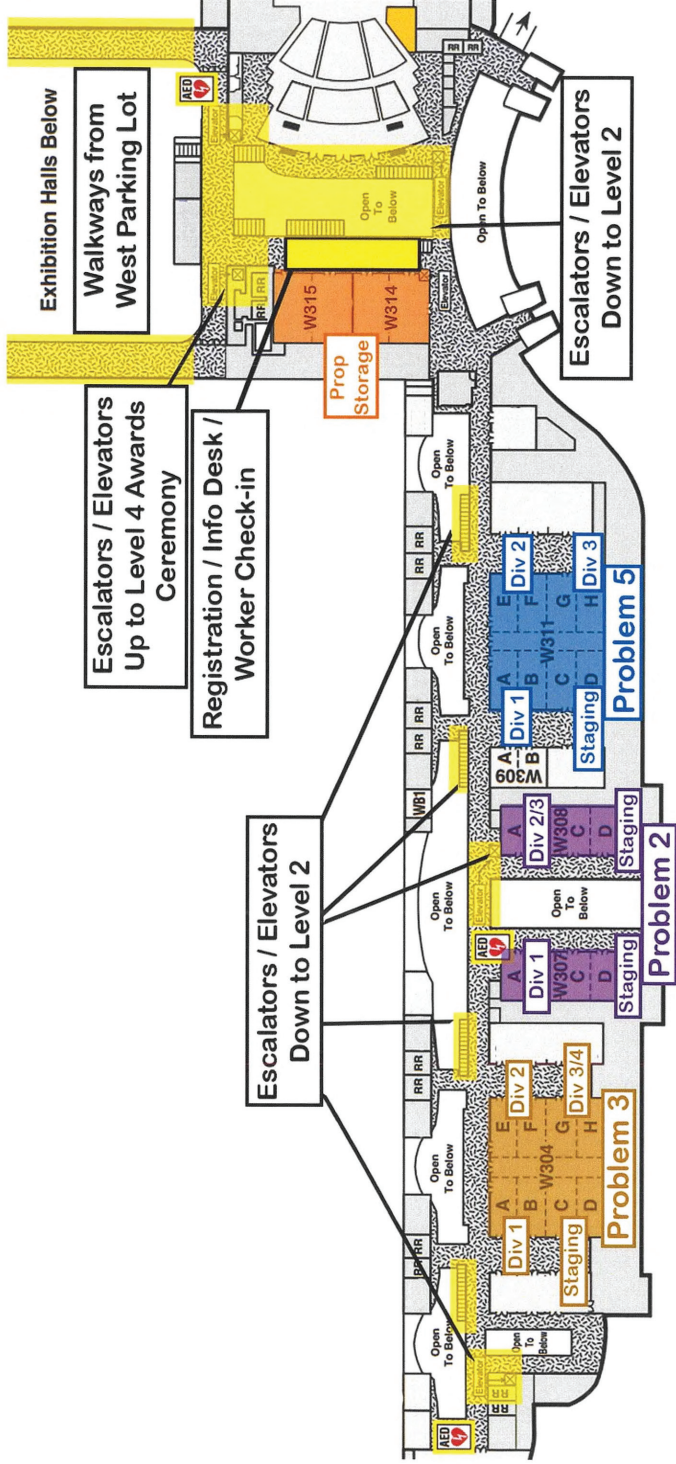 Exhibition Halls Below
Walkways from
West Parking Lot
AED
Elevator
Elevator
Escalators / Elevators
Up to Level 4 Awards
Ceremony
Registration / Info Desk /
Worker Check-in
RR
RR
RR
RR
Open
To
Below
W315
W314
Prop
Storage
Elevator
Elevator
Open To Below
Escalators / Elevators
Down to Level 2
Escalators / Elevators
Down to Level 2
RR
RR
RR
RR
WB1
RR
RR
RR
RR
Open
To Below
Open
To Below
Open
To Below
Open
To Below
Open
To Below
AED
Elevator
RR
RR
Open
To
Below
A
B
C
D
E
F
G
H
W304
Div 1
Div 2
Div 3/4
Staging
Problem 3
AED
Elevator
A
W307
C
D
Div 1
Staging
Open
To
Below
A
W308
C
D
Div 2/3
Staging
Problem 2
W309
A
B
A
B
C
D
E
F
G
H
W311
Div 1
Div 2
Div 3
Staging
Problem 5